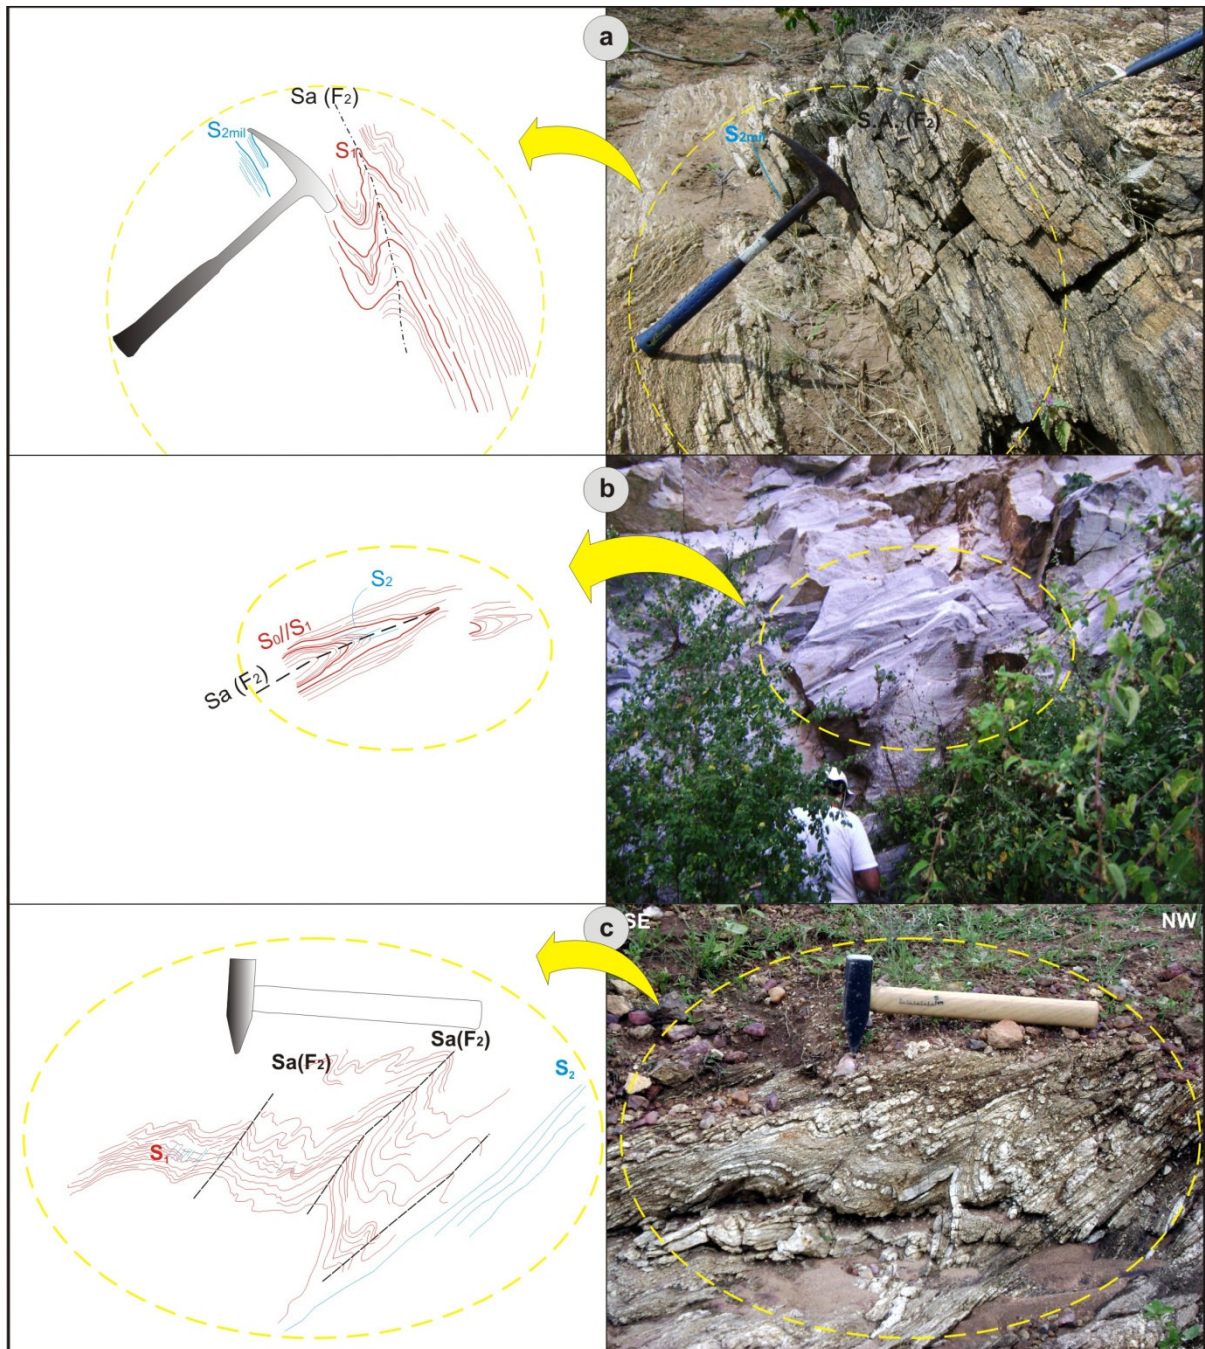 a
Sa (F₂)
S₂mil
S₁
S.A. (F₂)
S₂mil
b
S₂
S₀//S₁
Sa (F₂)
c
SE
NW
Sa(F₂)
Sa(F₂)
S₂
S₁